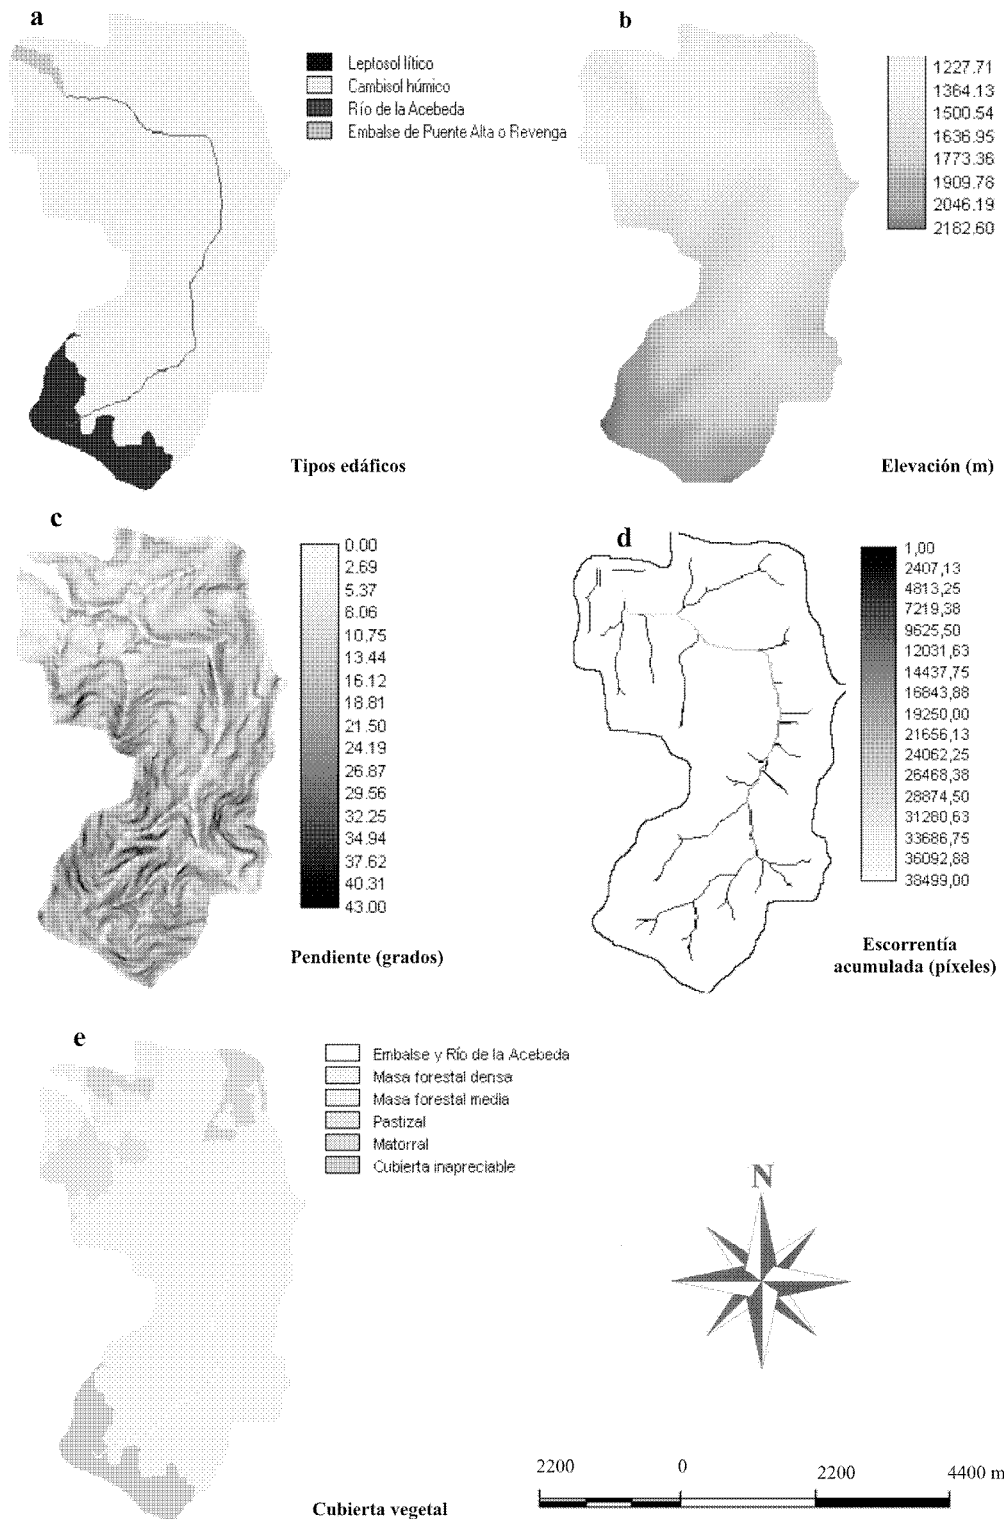 a
Leptosol lítico
Cambisol húmico
Río de la Acebeda
Embalse de Puente Alta o Revenga
Tipos edáficos
b
1227.71
1364.13
1500.54
1636.95
1773.36
1909.78
2046.19
2182.60
Elevación (m)
c
0.00
2.69
5.37
8.06
10.75
13.44
16.12
18.81
21.50
24.19
26.87
29.56
32.25
34.94
37.62
40.31
43.00
Pendiente (grados)
d
1,00
2407,13
4813,25
7219,38
9625,50
12031,63
14437,75
16843,88
19250,00
21656,13
24062,25
26468,38
28874,50
31280,63
33686,75
36092,88
38499,00
Escorrentía
acumulada (píxeles)
e
Embalse y Río de la Acebeda
Masa forestal densa
Masa forestal media
Pastizal
Matorral
Cubierta inapreciable
Cubierta vegetal
N
2200 0 2200 4400 m